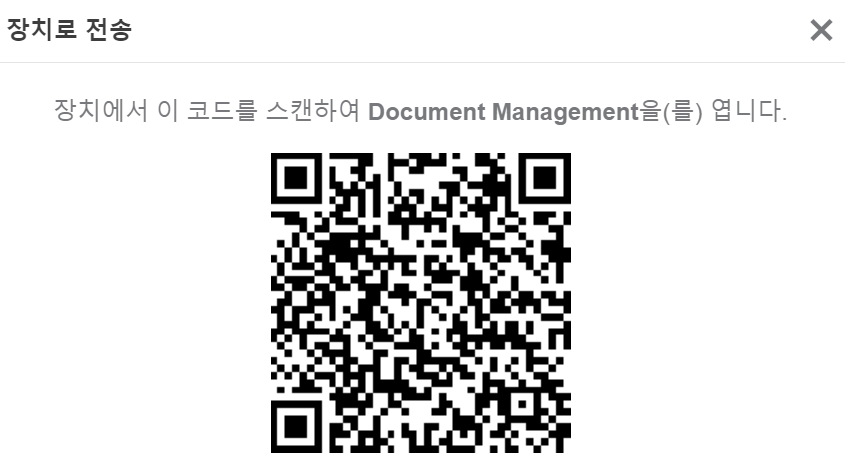 장치로 전송
장치에서 이 코드를 스캔하여 Document Management을(를) 엽니다.